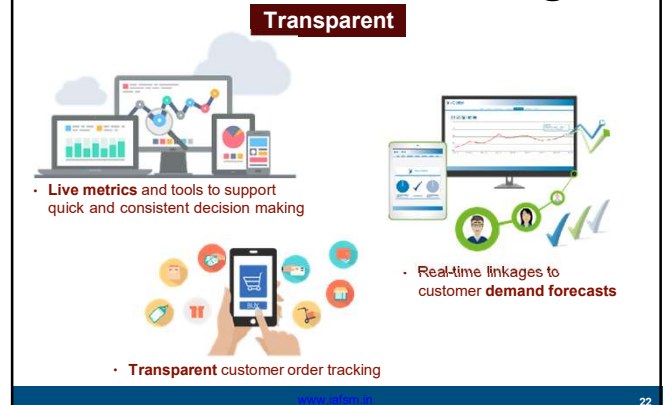 Transparent
• Live metrics and tools to support
quick and consistent decision making
• Real-time linkages to
customer demand forecasts
BUY
• Transparent customer order tracking
www.iafsm.in
22